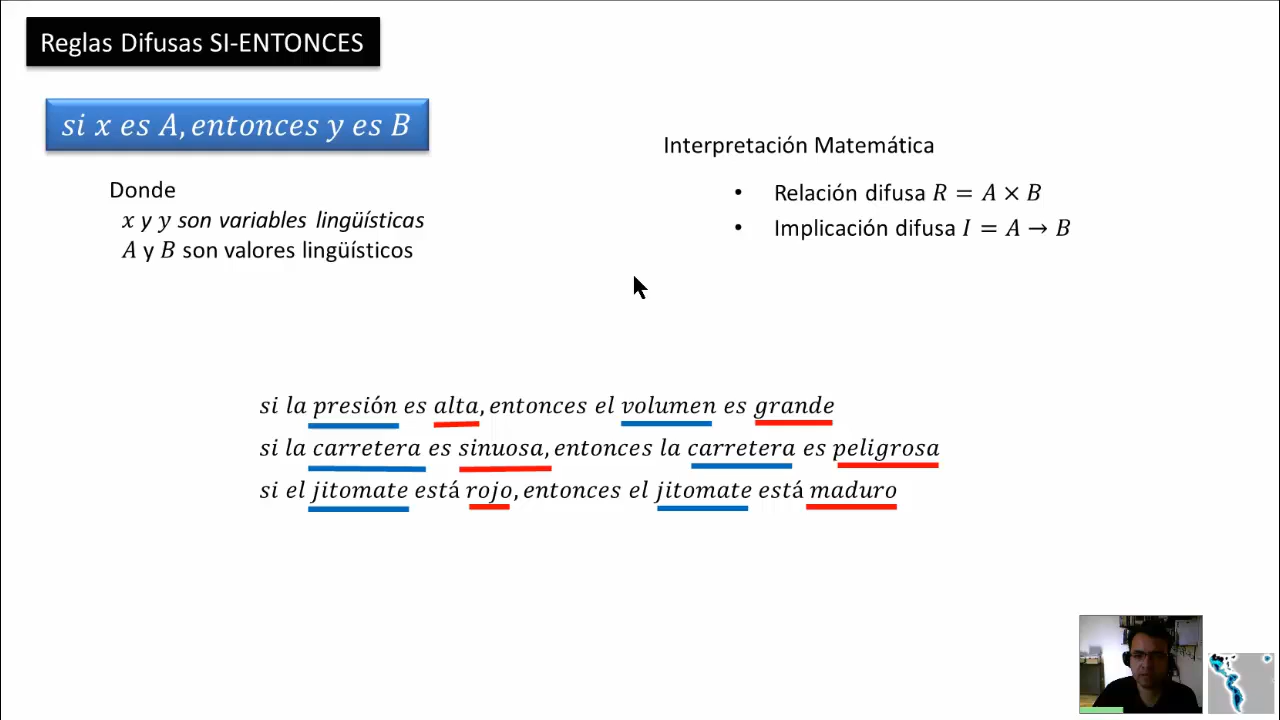 Reglas Difusas SI-ENTONCES
si x es A, entonces y es B
Donde
x y y son variables lingüísticas
A y B son valores lingüísticos
Interpretación Matemática
• Relación difusa R = A × B
• Implicación difusa I = A → B
si la presión es alta, entonces el volumen es grande
si la carretera es sinuosa, entonces la carretera es peligrosa
si el jitomate está rojo, entonces el jitomate está maduro